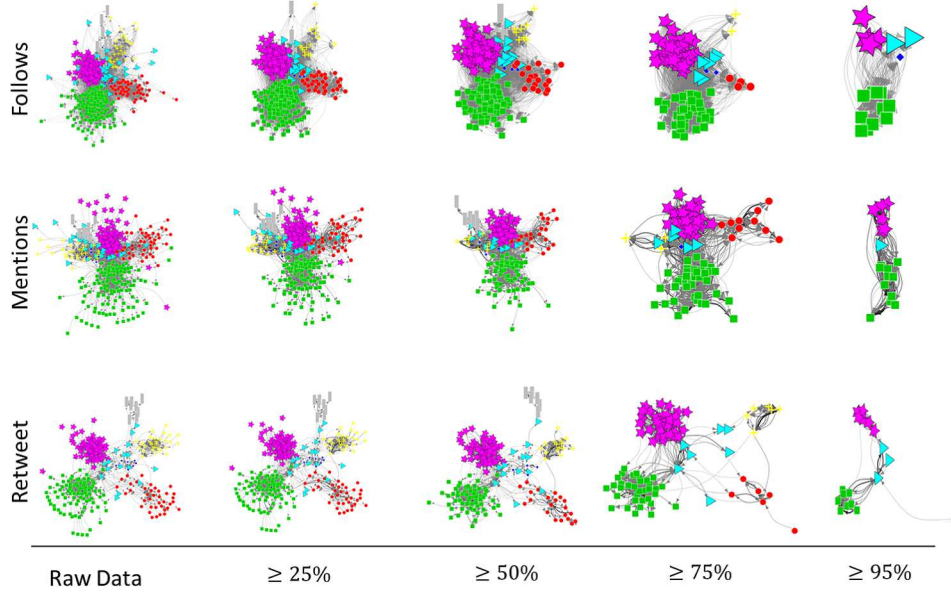 Follows
Mentions
Retweet
Raw Data
≥ 25%
≥ 50%
≥ 75%
≥ 95%